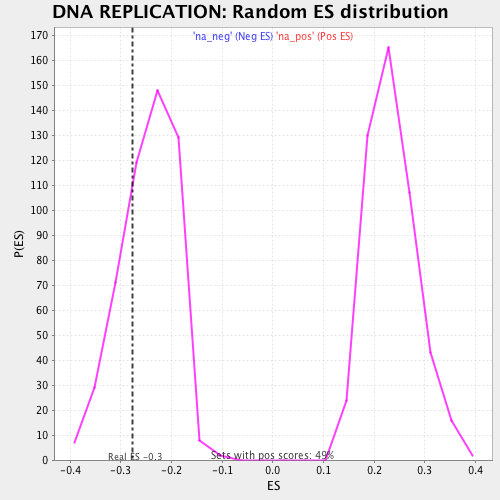 DNA REPLICATION: Random ES distribution
'na_neg' (Neg ES) 'na_pos' (Pos ES)
170
160
150
140
130
120
110
100
90
80
70
60
50
40
30
20
10
0
P(ES)
Real ES -0.3
Sets with pos scores: 49%
-0.4 -0.3 -0.2 -0.1 0.0 0.1 0.2 0.3 0.4
ES